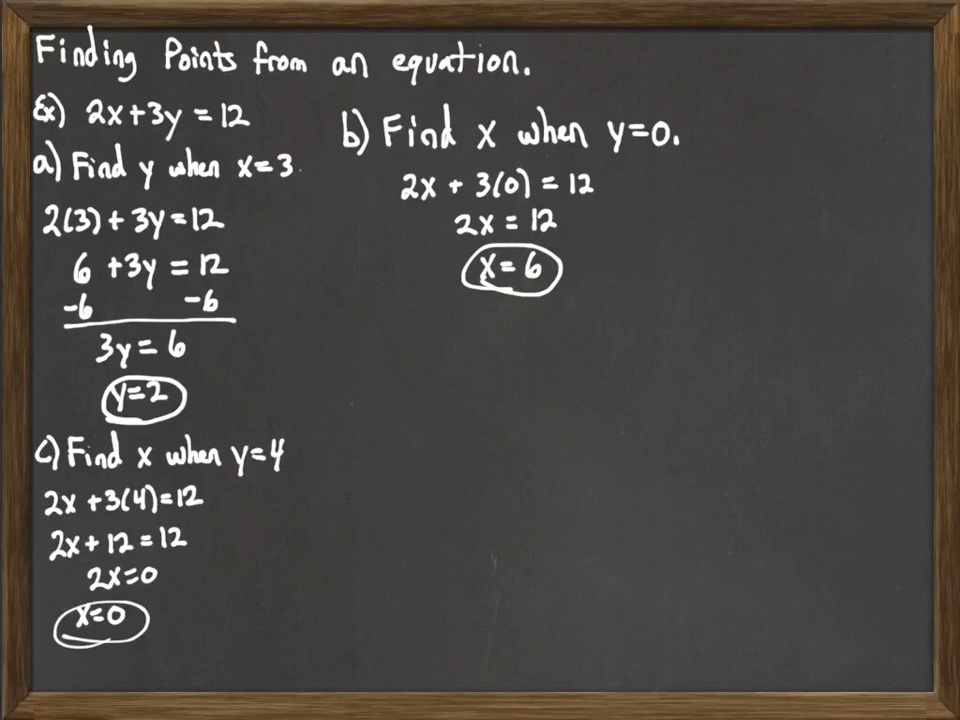 Finding Points from an equation.
Ex) 2x+3y=12
a) Find y when x=3.
2(3)+3y=12
6 +3y = 12
-6 -6
3y = 6
y=2
b) Find x when y=0.
2x + 3(0) = 12
2x = 12
x = 6
c) Find x when y=4
2x +3(4)=12
2x+12=12
2x=0
x=0